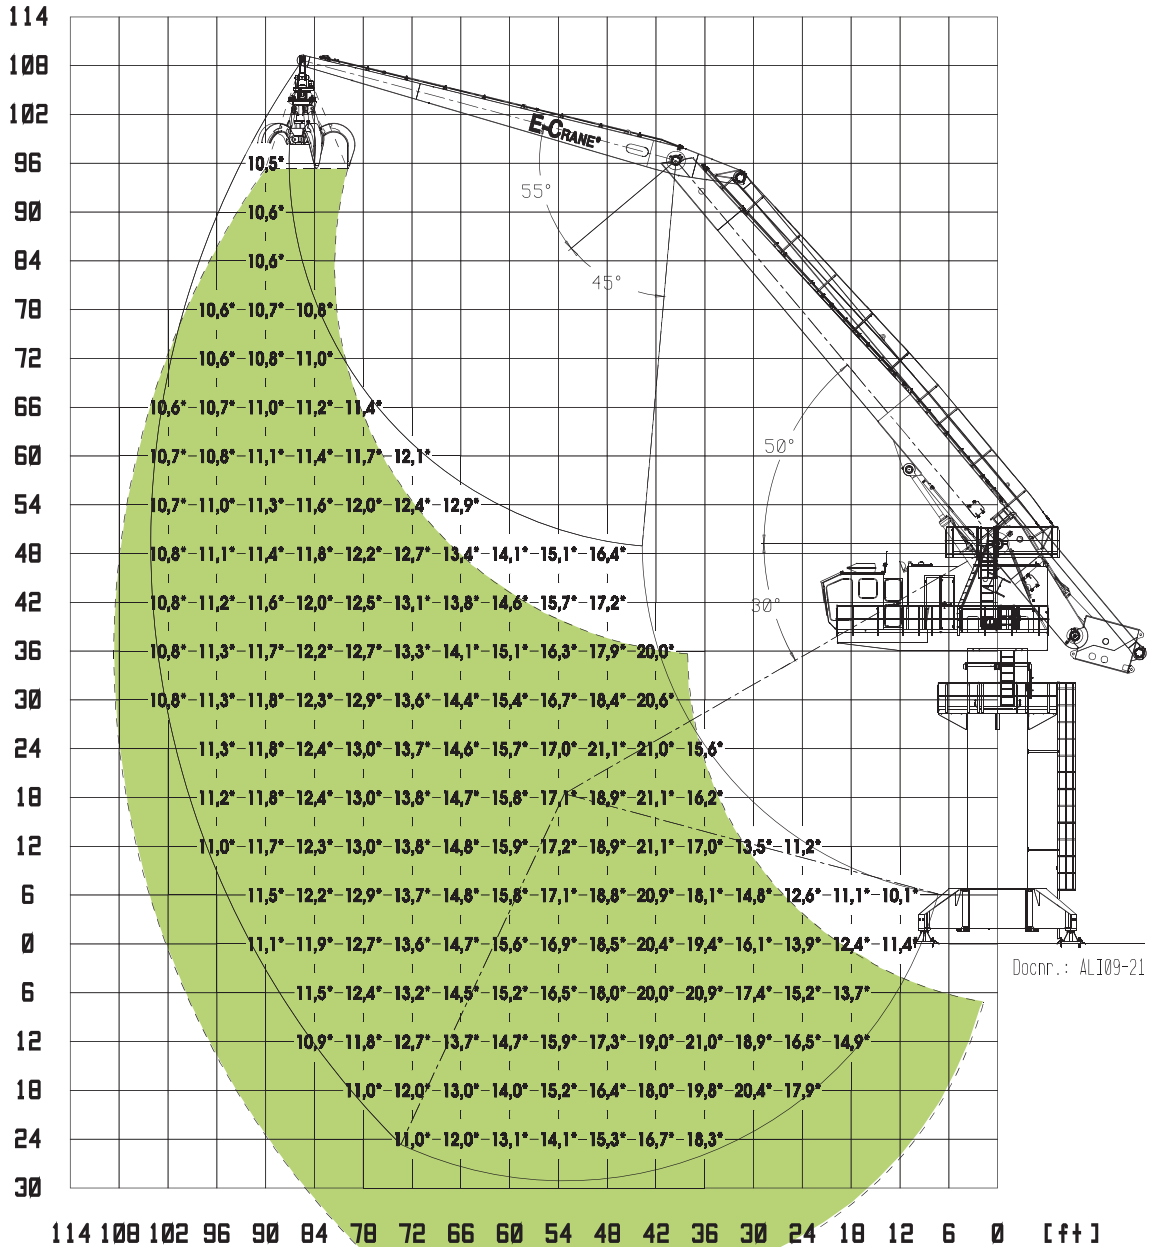 114
108
102
E-CRANE®
96 10,5*
55°
90 10,6*
84 10,6*
45°
78 10,6* 10,7* 10,8*
72 10,6* 10,8* 11,0*
66 10,6* 10,7* 11,0* 11,2* 11,4*
60 10,7* 10,8* 11,1* 11,4* 11,7* 12,1*
50°
54 10,7* 11,0* 11,3* 11,6* 12,0* 12,4* 12,9*
48 10,8* 11,1* 11,4* 11,8* 12,2* 12,7* 13,4* 14,1* 15,1* 16,4*
42 10,8* 11,2* 11,6* 12,0* 12,5* 13,1* 13,8* 14,6* 15,7* 17,2*
30°
36 10,8* 11,3* 11,7* 12,2* 12,7* 13,3* 14,1* 15,1* 16,3* 17,9* 20,0*
30 10,8* 11,3* 11,8* 12,3* 12,9* 13,6* 14,4* 15,4* 16,7* 18,4* 20,6*
24 11,3* 11,8* 12,4* 13,0* 13,7* 14,6* 15,7* 17,0* 21,1* 21,0* 15,6*
18 11,2* 11,8* 12,4* 13,0* 13,8* 14,7* 15,8* 17,1* 18,9* 21,1* 16,2*
12 11,0* 11,7* 12,3* 13,0* 13,8* 14,8* 15,9* 17,2* 18,9* 21,1* 17,0* 13,5* 11,2*
6 11,5* 12,2* 12,9* 13,7* 14,8* 15,8* 17,1* 18,8* 20,9* 18,1* 14,8* 12,6* 11,1* 10,1*
0 11,1* 11,9* 12,7* 13,6* 14,7* 15,6* 16,9* 18,5* 20,4* 19,4* 16,1* 13,9* 12,4* 11,4*
Docnr.: ALI09-21
6 11,5* 12,4* 13,2* 14,5* 15,2* 16,5* 18,0* 20,0* 20,9* 17,4* 15,2* 13,7*
12 10,9* 11,8* 12,7* 13,7* 14,7* 15,9* 17,3* 19,0* 21,0* 18,9* 16,5* 14,9*
18 11,0* 12,0* 13,0* 14,0* 15,2* 16,4* 18,0* 19,8* 20,4* 17,9*
24 11,0* 12,0* 13,1* 14,1* 15,3* 16,7* 18,3*
30
114 108 102 96 90 84 78 72 66 60 54 48 42 36 30 24 18 12 6 0 [ft]